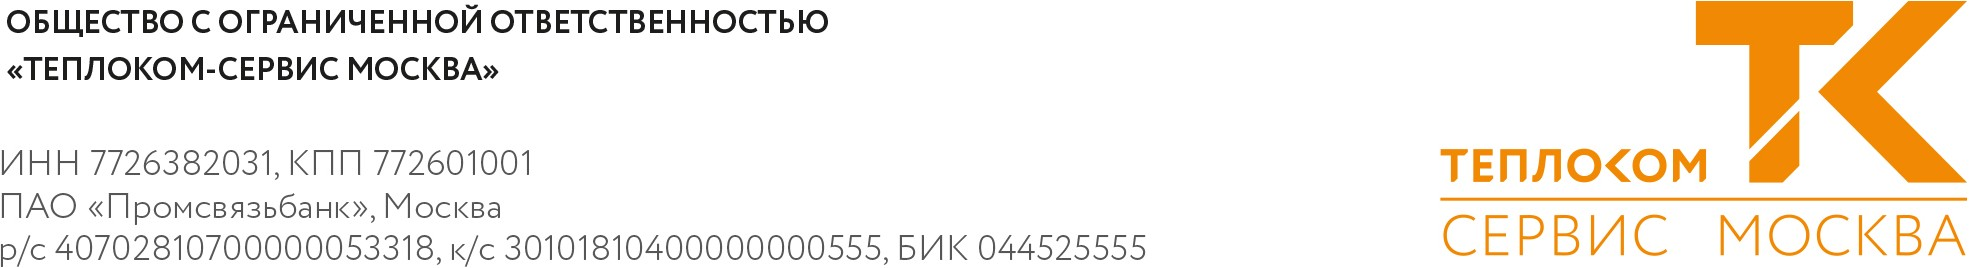 ОБЩЕСТВО С ОГРАНИЧЕННОЙ ОТВЕТСТВЕННОСТЬЮ
«ТЕПЛОКОМ-СЕРВИС МОСКВА»
ИНН 7726382031, КПП 772601001
ПАО «Промсвязьбанк», Москва
р/с 40702810700000053318, к/с 30101810400000000555, БИК 044525555
ТК
ТЕПЛОКОМ
СЕРВИС МОСКВА